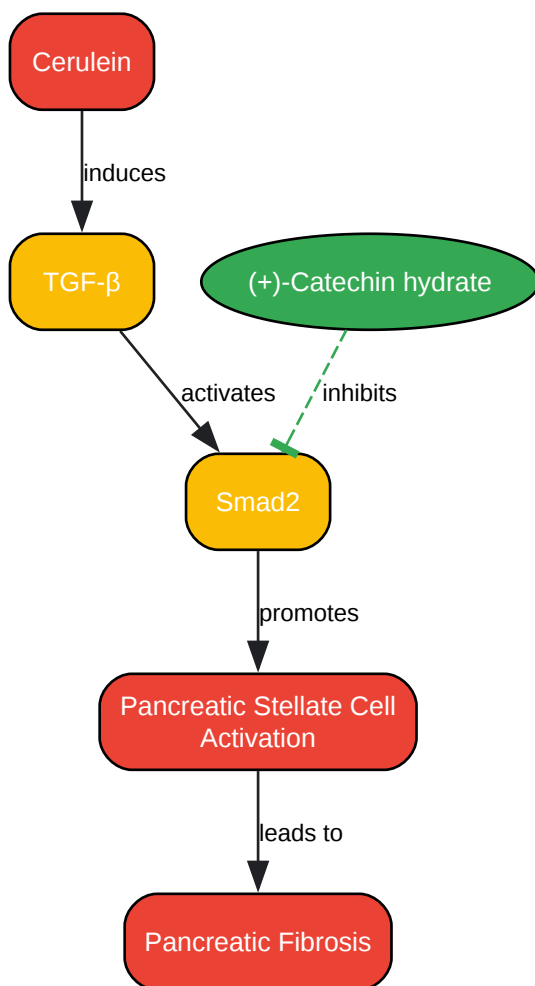 Cerulein
induces
TGF-β
(+)-Catechin hydrate
activates
inhibits
Smad2
promotes
Pancreatic Stellate Cell
Activation
leads to
Pancreatic Fibrosis